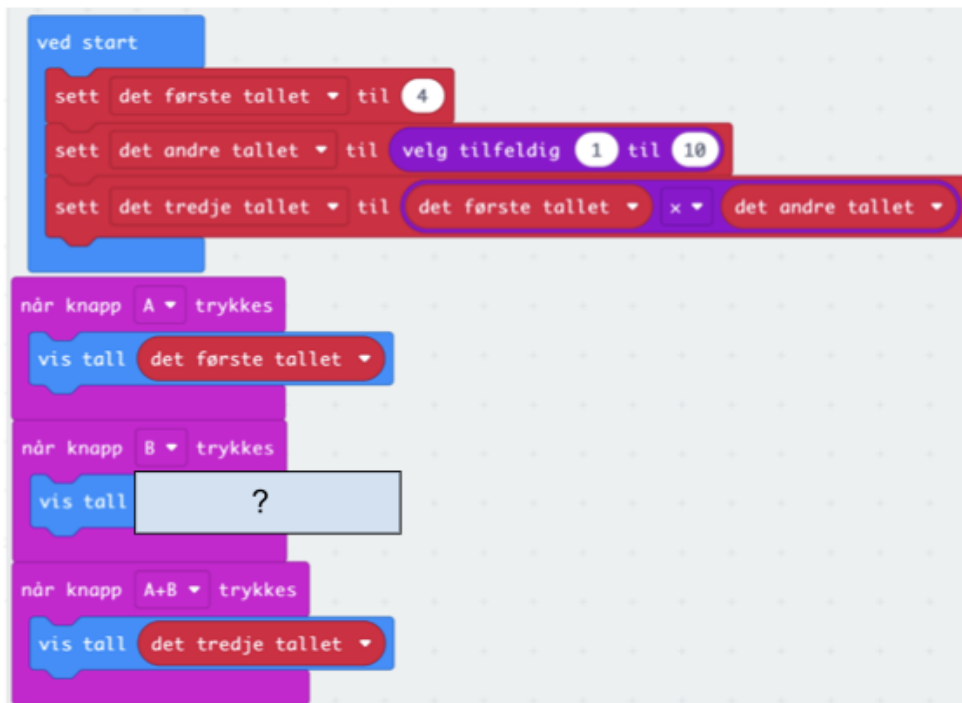 ved start
sett det første tallet til 4
sett det andre tallet til velg tilfeldig 1 til 10
sett det tredje tallet til det første tallet × det andre tallet
når knapp A trykkes
vis tall det første tallet
når knapp B trykkes
vis tall ?
når knapp A+B trykkes
vis tall det tredje tallet